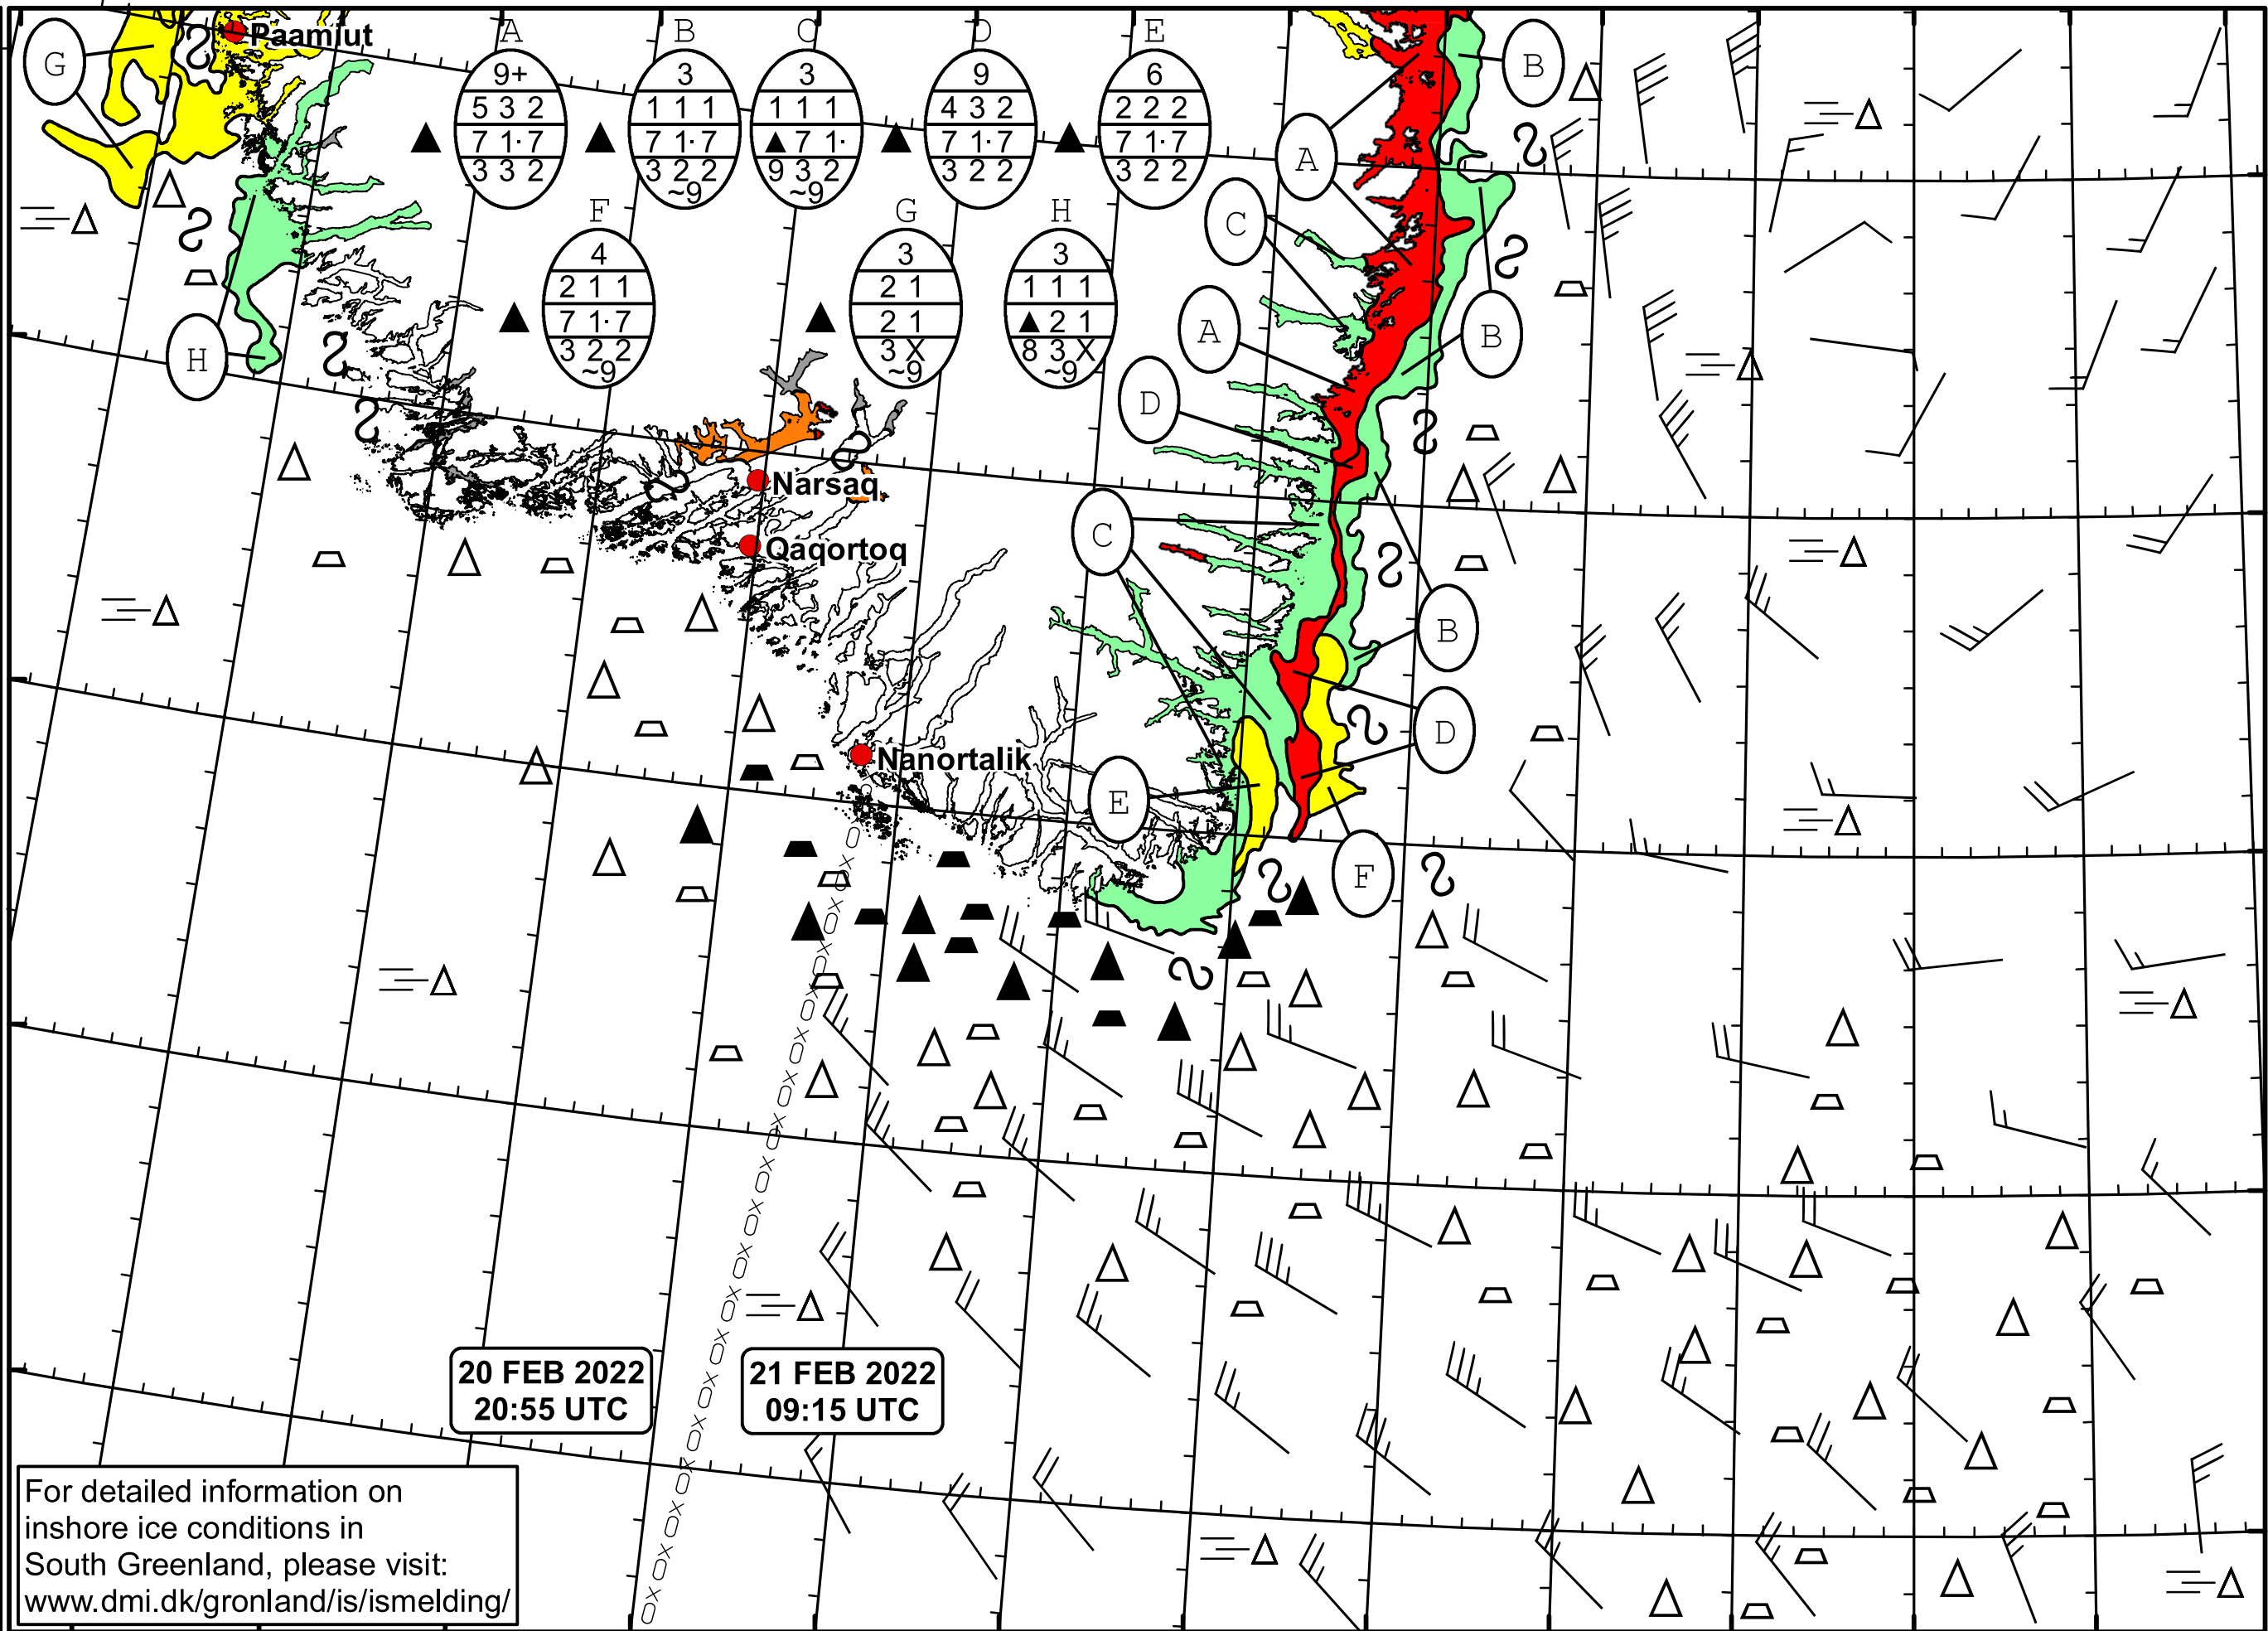 Paamiut
A
B
C
D
E
9+
5 3 2
7 1· 7
3 3 2
3
1 1 1
7 1· 7
3 2 2
~9
3
1 1 1
▲ 7 1·
9 3 2
~9
9
4 3 2
7 1· 7
3 2 2
6
2 2 2
7 1· 7
3 2 2
F
G
H
4
2 1 1
7 1· 7
3 2 2
~9
3
2 1
2 1
3 X
~9
3
1 1 1
▲ 2 1
8 3 X
~9
G
B
A
C
H
A
B
D
Narsaq
C
Qaqortoq
B
D
Nanortalik
E
F
20 FEB 2022
20:55 UTC
21 FEB 2022
09:15 UTC
For detailed information on
inshore ice conditions in
South Greenland, please visit:
www.dmi.dk/gronland/is/ismelding/